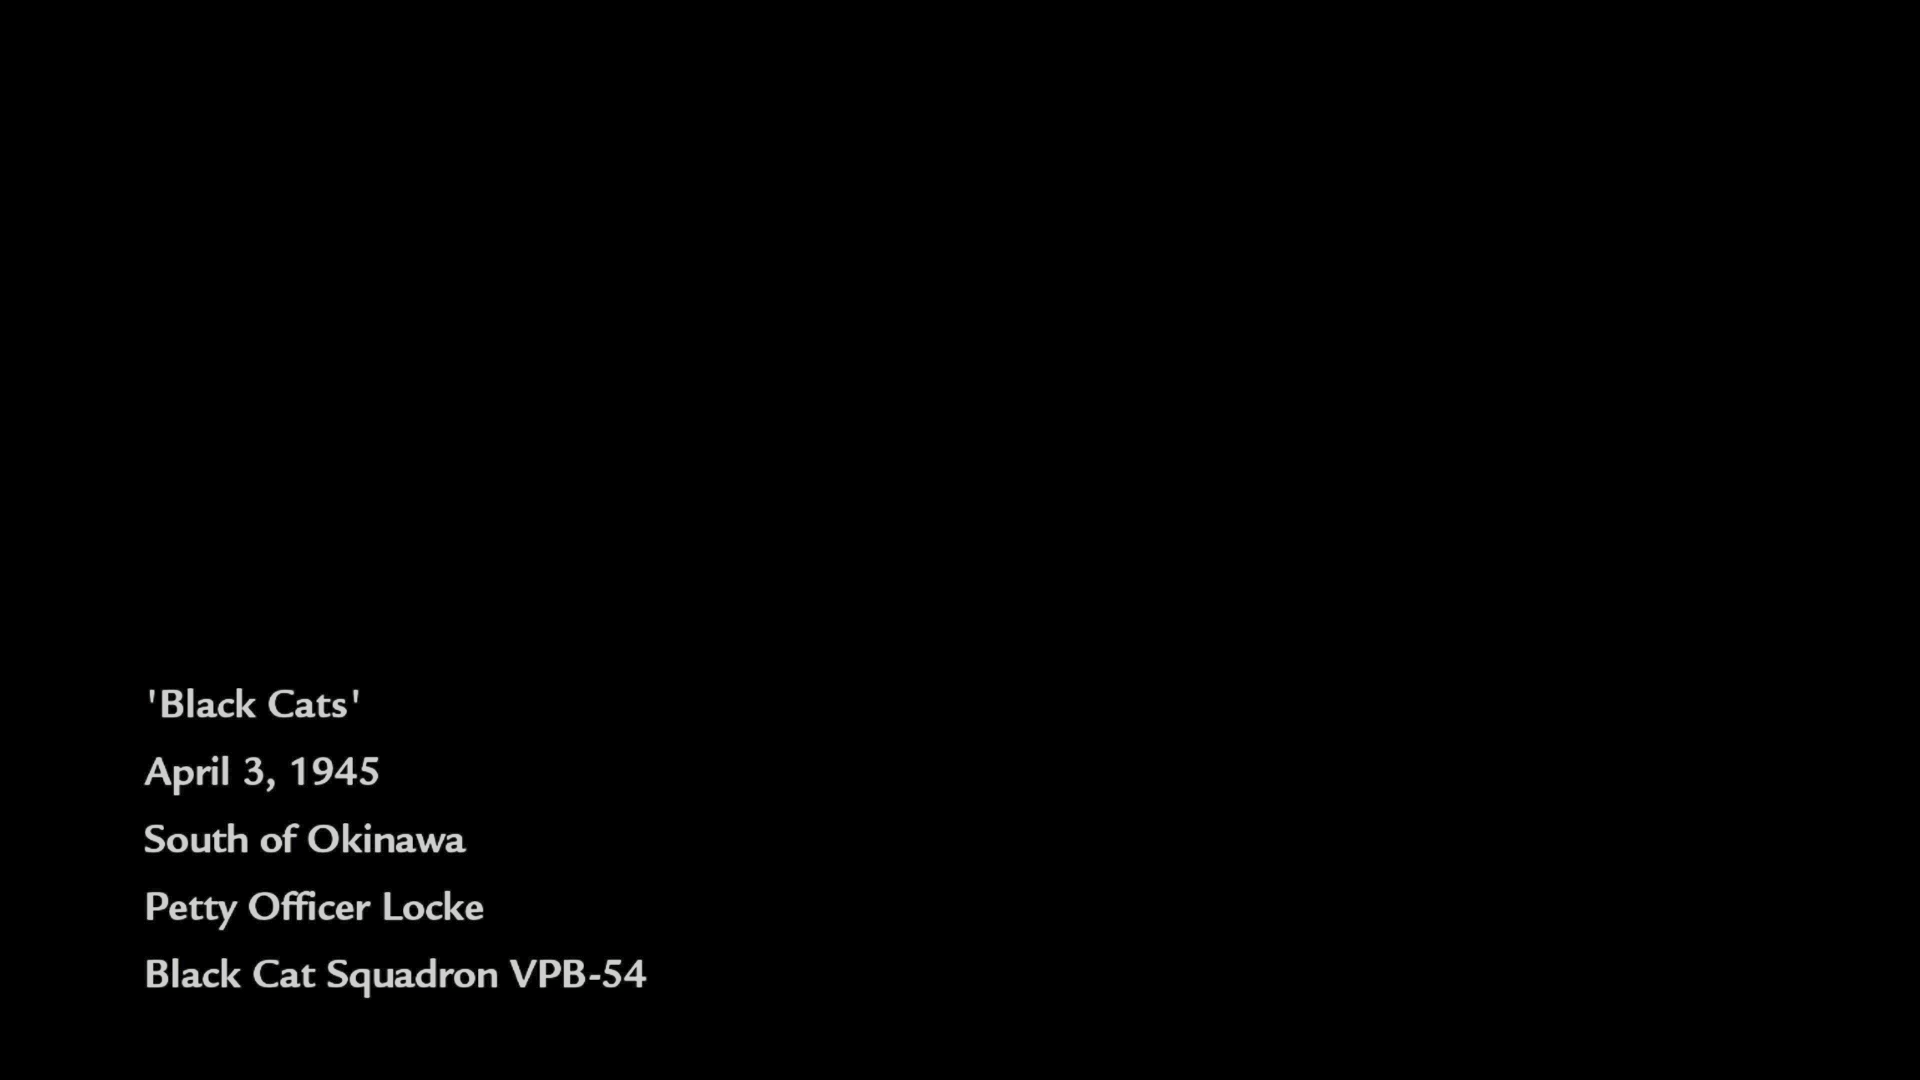 'Black Cats'
April 3, 1945
South of Okinawa
Petty Officer Locke
Black Cat Squadron VPB-54